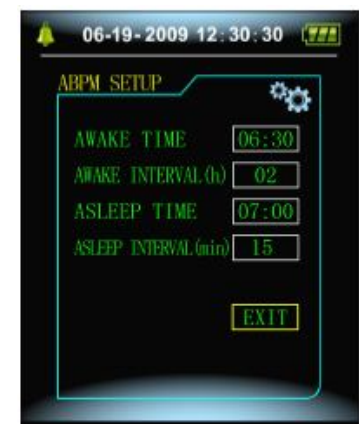 06-19-2009 12:30:30
ABPM SETUP
AWAKE TIME 06:30
AWAKE INTERVAL(h) 02
ASLEEP TIME 07:00
ASLEEP INTERVAL(min) 15
EXIT